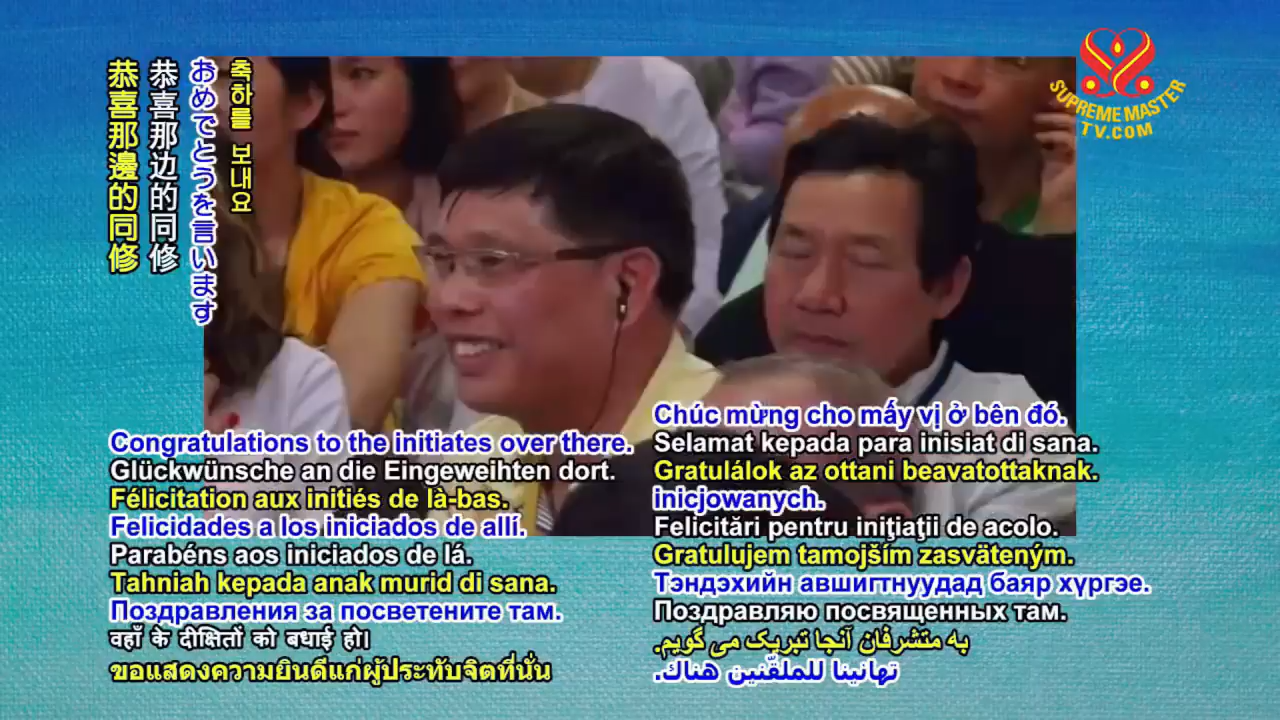 恭喜那邊的同修
恭喜那边的同修
おめでとうを言います
축하를 보내요
SUPREME MASTER
TV.COM
Congratulations to the initiates over there.
Glückwünsche an die Eingeweihten dort.
Félicitation aux initiés de là-bas.
Felicidades a los iniciados de allí.
Parabéns aos iniciados de lá.
Tahniah kepada anak murid di sana.
Поздравления за посветените там.
वहाँ के दीक्षितों को बधाई हो।
ขอแสดงความยินดีแก่ผู้ประทับจิตที่นั่น
Chúc mừng cho mấy vị ở bên đó.
Selamat kepada para inisiat di sana.
Gratulálok az ottani beavatottaknak.
inicjowanych.
Felicitări pentru iniţiaţii de acolo.
Gratulujem tamojším zasväteným.
Тэндэхийн авшигтнуудад баяр хүргэе.
Поздравляю посвященных там.
به متشرفان آنجا تبریک می گویم.
تهانينا للملقّنين هناك.